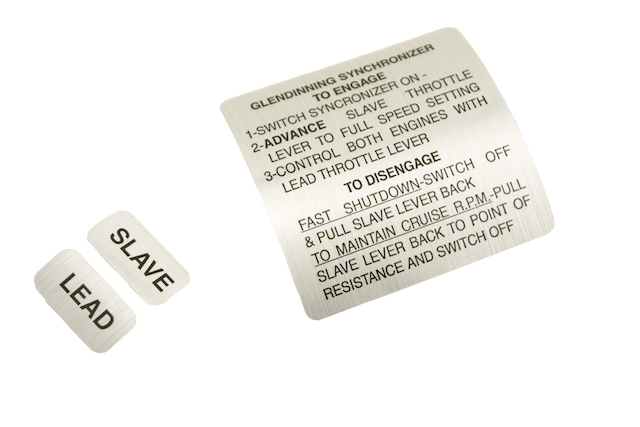 GLENDINNING SYNCHRONIZER
TO ENGAGE
1-SWITCH SYNCRONIZER ON-
2-ADVANCE SLAVE THROTTLE
LEVER TO FULL SPEED SETTING
3-CONTROL BOTH ENGINES WITH
LEAD THROTTLE LEVER
TO DISENGAGE
FAST SHUTDOWN-SWITCH OFF
& PULL SLAVE LEVER BACK
TO MAINTAIN CRUISE R.P.M.-PULL
SLAVE LEVER BACK TO POINT OF
RESISTANCE AND SWITCH OFF
SLAVE
LEAD